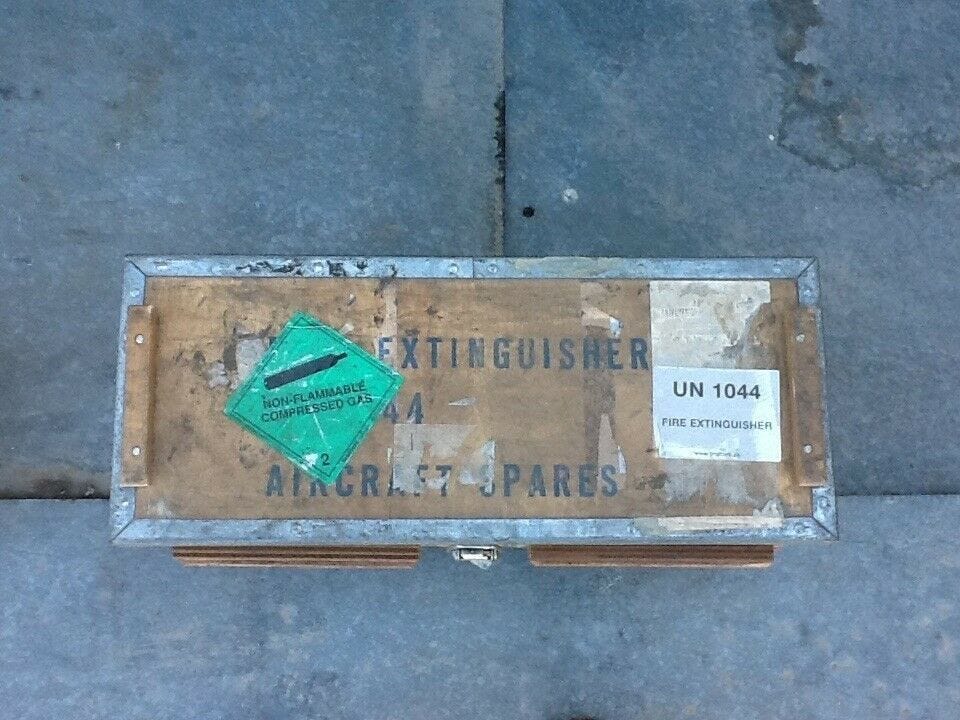 EXTINGUISHER
44
AIRCRAFT SPARES
NON-FLAMMABLE
COMPRESSED GAS
2
UN 1044
FIRE EXTINGUISHER